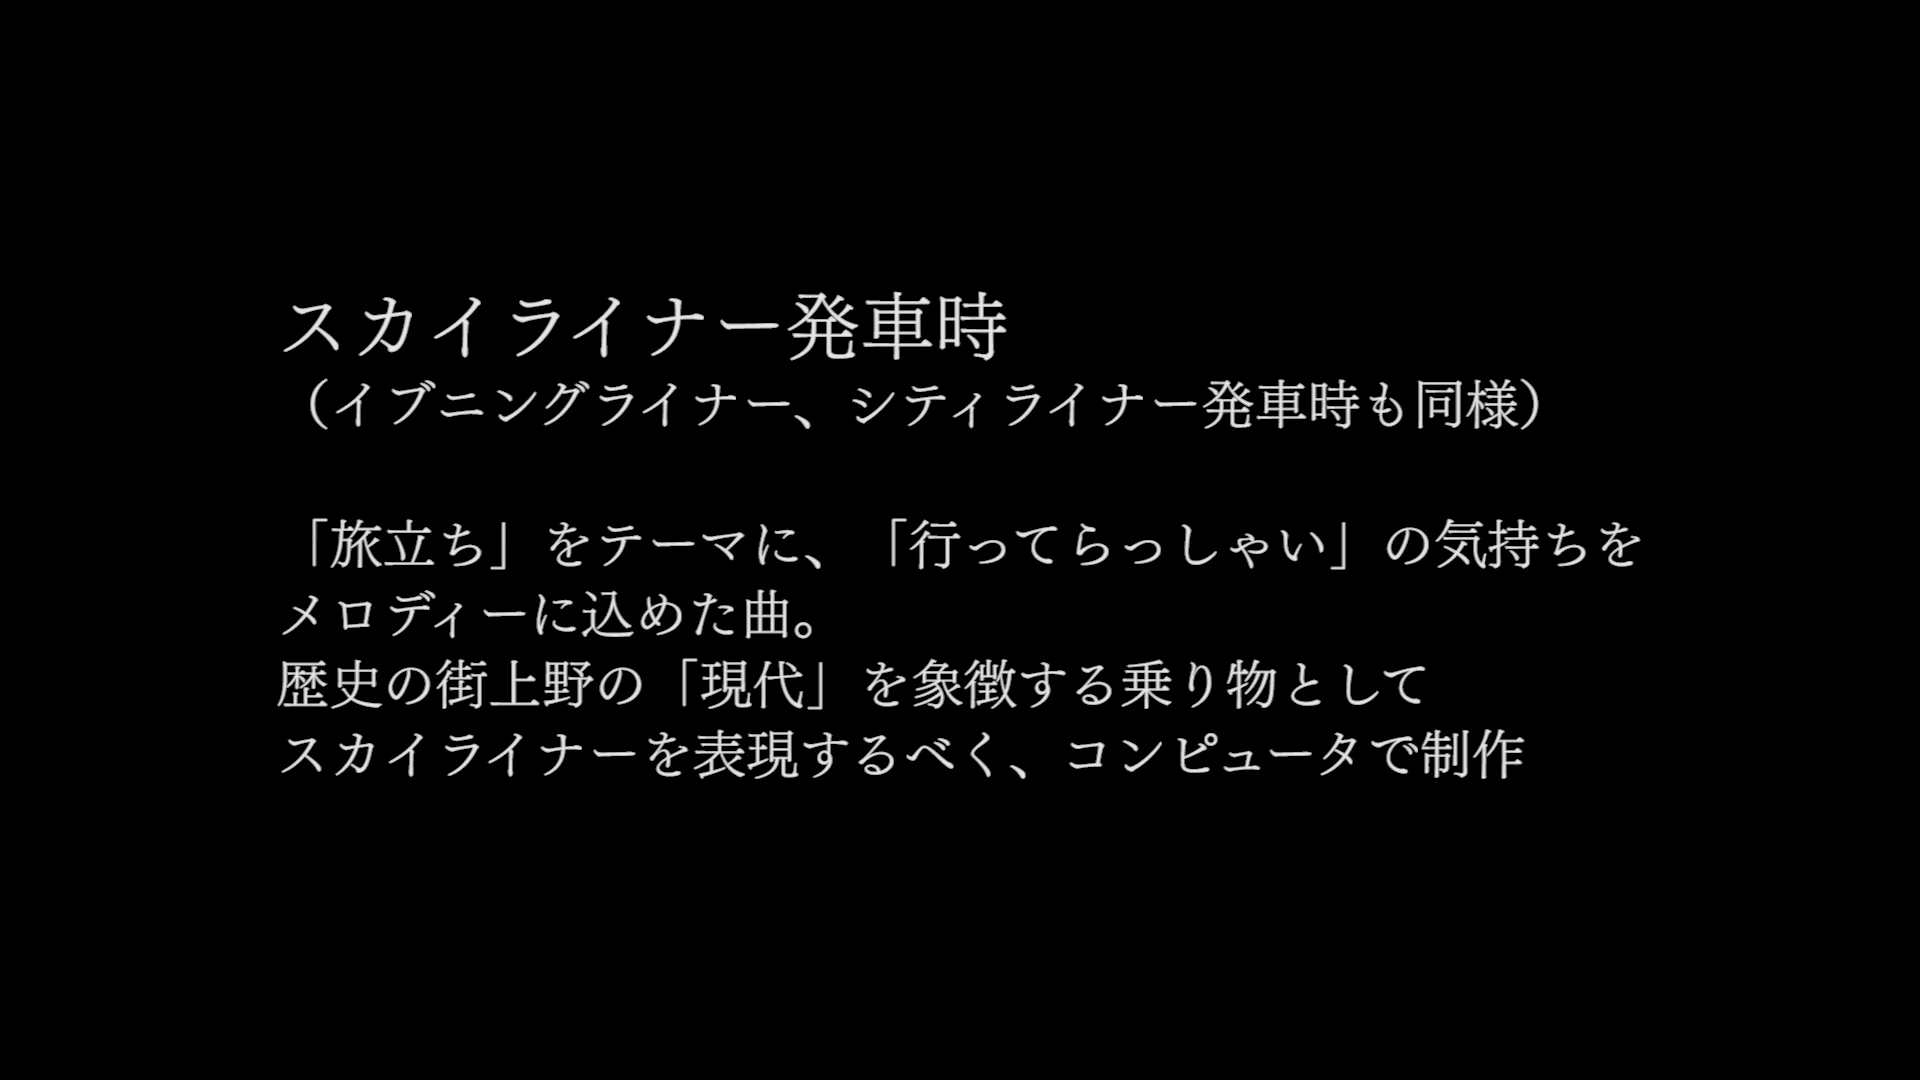 スカイライナー発車時
（イブニングライナー、シティライナー発車時も同様）
「旅立ち」をテーマに、「行ってらっしゃい」の気持ちを
メロディーに込めた曲。
歴史の街上野の「現代」を象徴する乗り物として
スカイライナーを表現するべく、コンピュータで制作